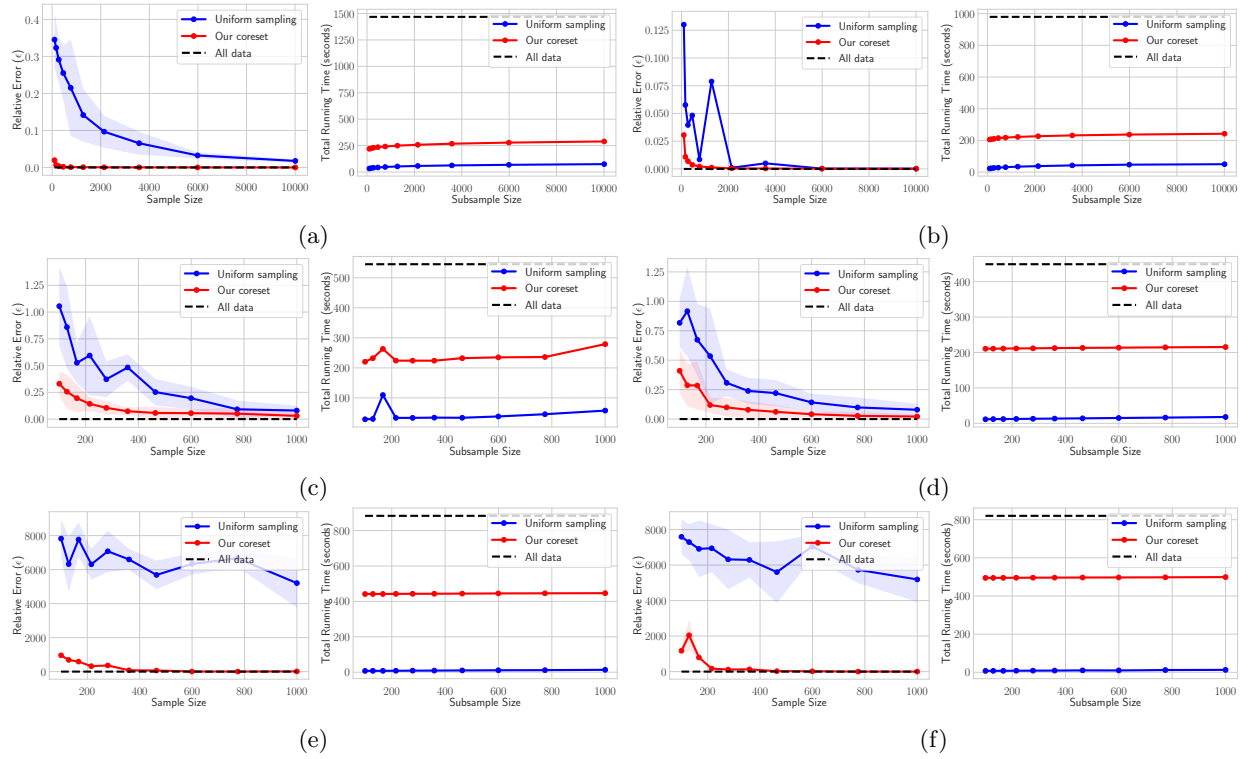 0.4
0.3
0.2
0.1
0.0
Relative Error (ϵ)
0 2000 4000 6000 8000 10000
Sample Size
Uniform sampling
Our coreset
All data
1500
1250
1000
750
500
250
0
Total Running Time (seconds)
0 2000 4000 6000 8000 10000
Subsample Size
Uniform sampling
Our coreset
All data
(a)
0.125
0.100
0.075
0.050
0.025
0.000
Relative Error (ϵ)
0 2000 4000 6000 8000 10000
Sample Size
Uniform sampling
Our coreset
All data
1000
800
600
400
200
0
Total Running Time (seconds)
0 2000 4000 6000 8000 10000
Subsample Size
Uniform sampling
Our coreset
All data
(b)
1.25
1.00
0.75
0.50
0.25
0.00
Relative Error (ϵ)
200 400 600 800 1000
Sample Size
Uniform sampling
Our coreset
All data
500
400
300
200
100
Total Running Time (seconds)
200 400 600 800 1000
Subsample Size
Uniform sampling
Our coreset
All data
(c)
1.25
1.00
0.75
0.50
0.25
0.00
Relative Error (ϵ)
200 400 600 800 1000
Sample Size
Uniform sampling
Our coreset
All data
400
300
200
100
0
Total Running Time (seconds)
200 400 600 800 1000
Subsample Size
Uniform sampling
Our coreset
All data
(d)
8000
6000
4000
2000
0
Relative Error (ϵ)
200 400 600 800 1000
Sample Size
Uniform sampling
Our coreset
All data
800
600
400
200
0
Total Running Time (seconds)
200 400 600 800 1000
Subsample Size
Uniform sampling
Our coreset
All data
(e)
8000
6000
4000
2000
0
Relative Error (ϵ)
200 400 600 800 1000
Sample Size
Uniform sampling
Our coreset
All data
800
600
400
200
0
Total Running Time (seconds)
200 400 600 800 1000
Subsample Size
Uniform sampling
Our coreset
All data
(f)